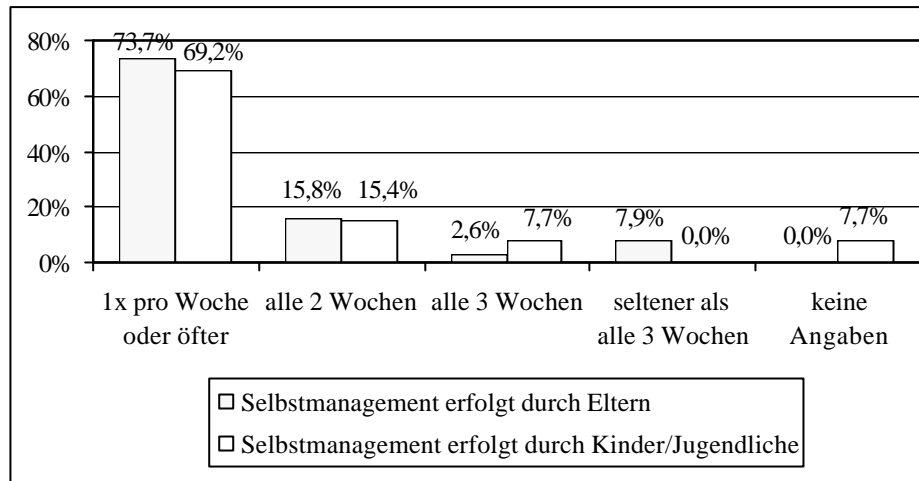 80%
60%
40%
20%
0%
73,7%
69,2%
15,8%
15,4%
2,6%
7,7%
7,9%
0,0%
0,0%
7,7%
1x pro Woche
oder öfter
alle 2 Wochen
alle 3 Wochen
seltener als
alle 3 Wochen
keine
Angaben
Selbstmanagement erfolgt durch Eltern
Selbstmanagement erfolgt durch Kinder/Jugendliche